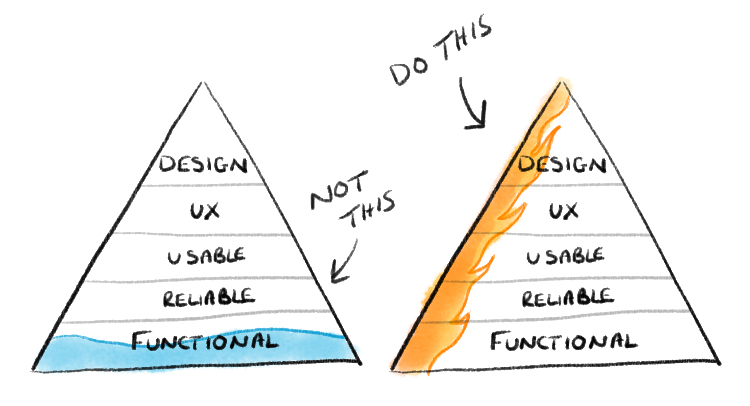 DESIGN
UX
USABLE
RELIABLE
FUNCTIONAL
NOT
THIS
DO THIS
DESIGN
UX
USABLE
RELIABLE
FUNCTIONAL